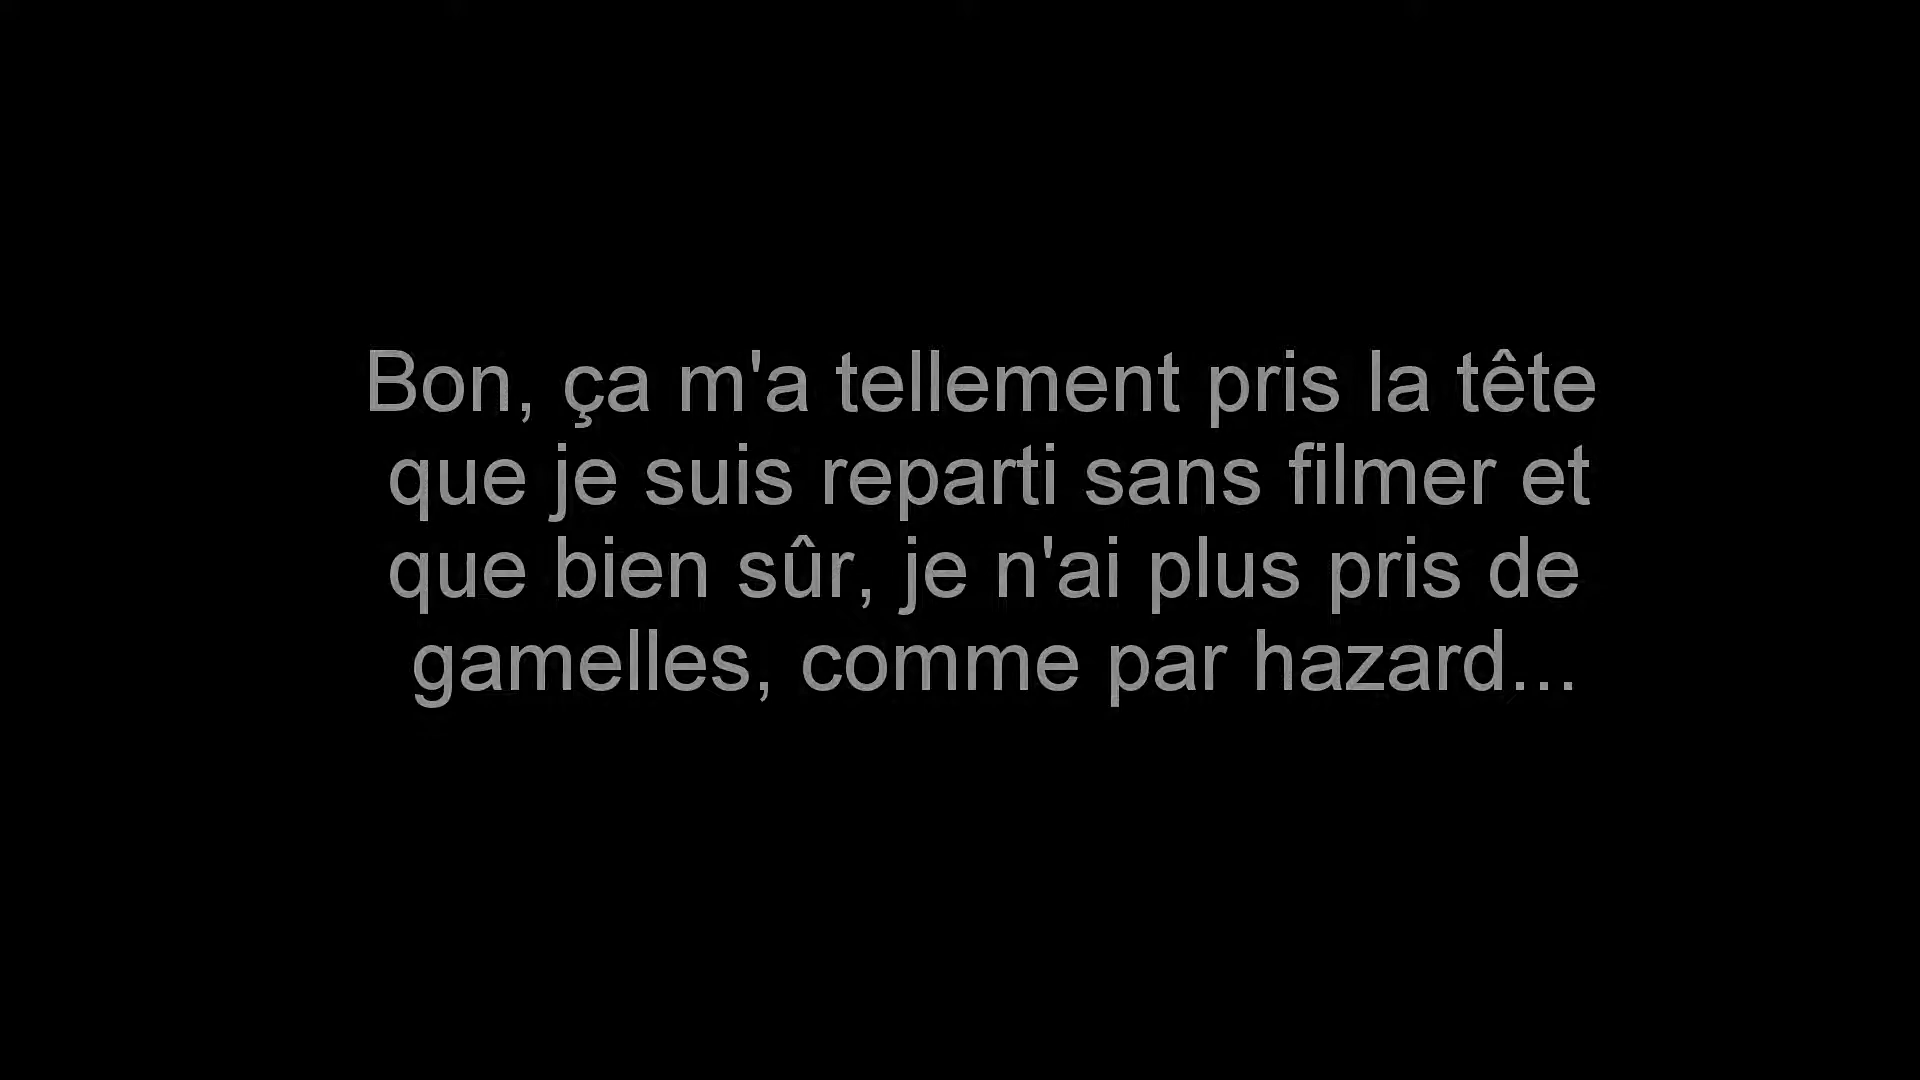 Bon, ça m'a tellement pris la tête
que je suis reparti sans filmer et
que bien sûr, je n'ai plus pris de
gamelles, comme par hazard...